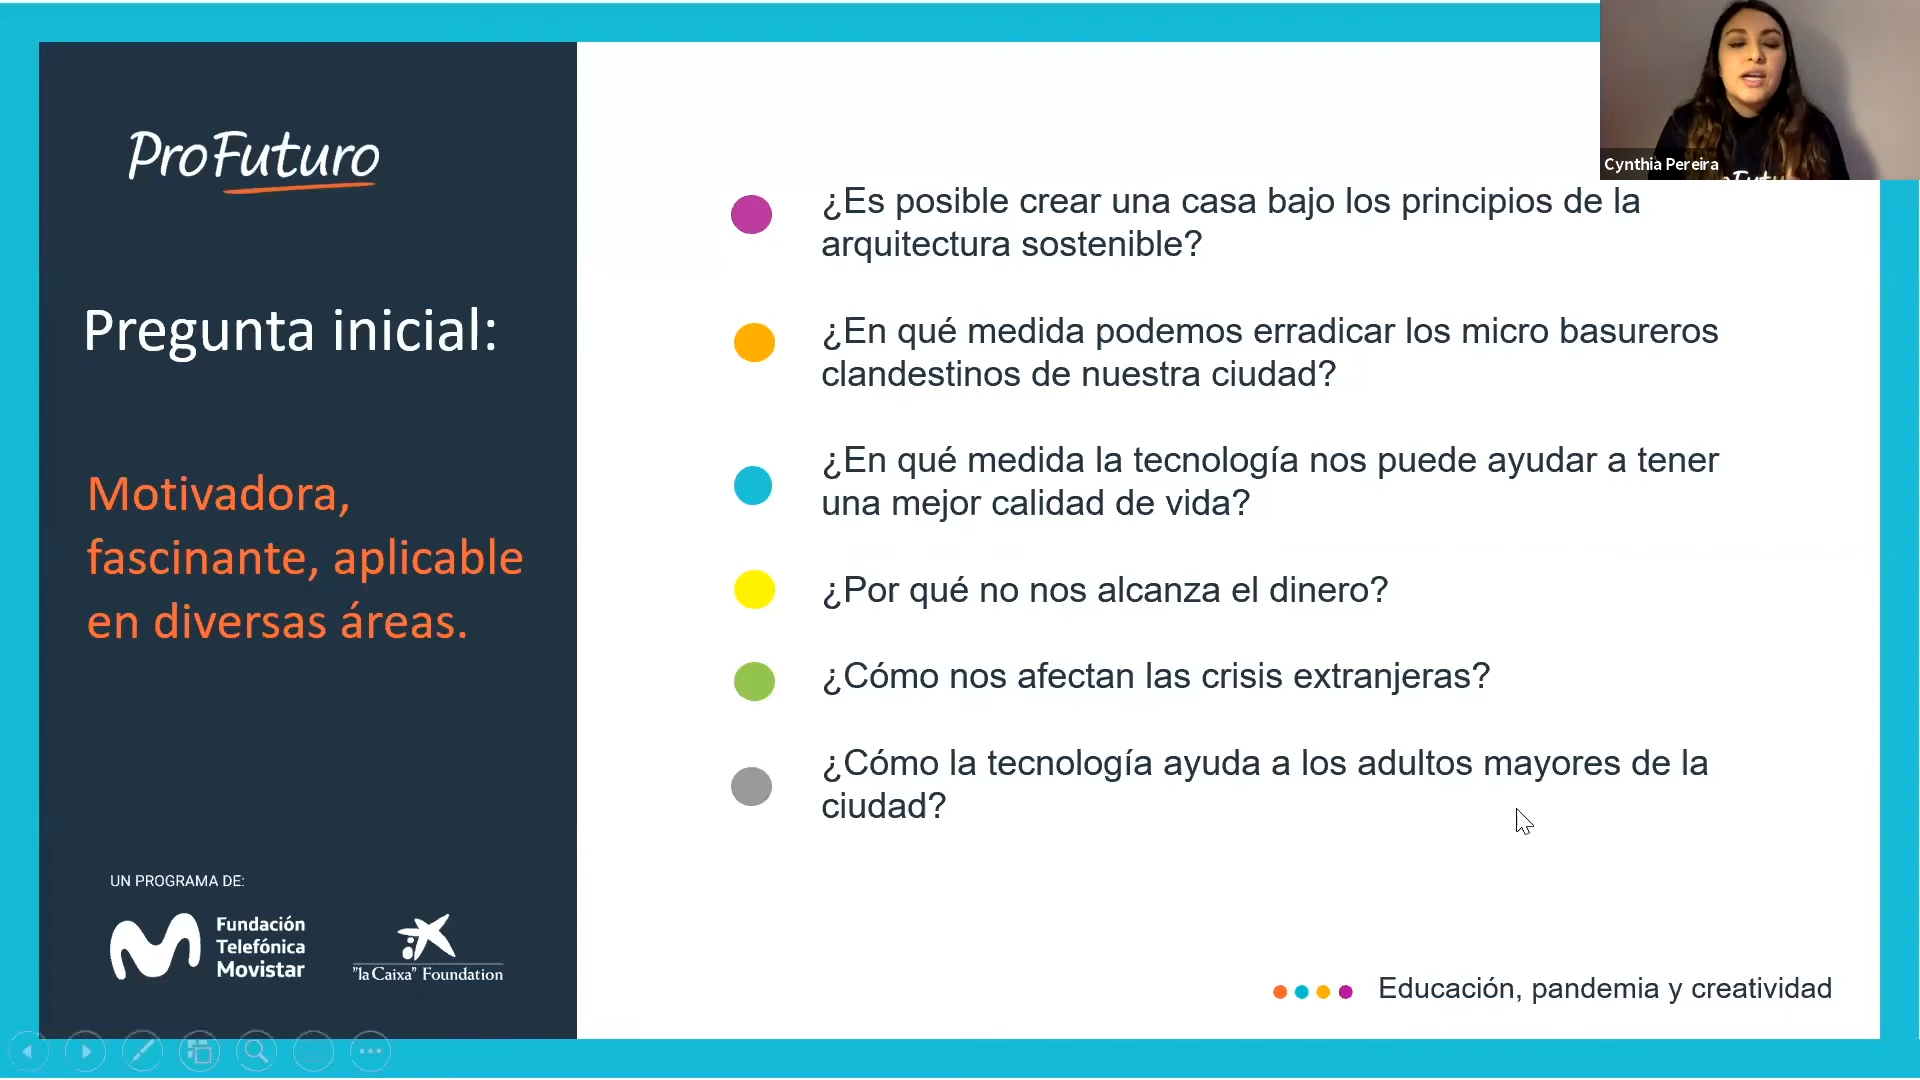 ProFuturo
Pregunta inicial:
Motivadora,
fascinante, aplicable
en diversas áreas.
UN PROGRAMA DE:
Fundación
Telefónica
Movistar
"la Caixa" Foundation
Cynthia Pereira
¿Es posible crear una casa bajo los principios de la
arquitectura sostenible?
¿En qué medida podemos erradicar los micro basureros
clandestinos de nuestra ciudad?
¿En qué medida la tecnología nos puede ayudar a tener
una mejor calidad de vida?
¿Por qué no nos alcanza el dinero?
¿Cómo nos afectan las crisis extranjeras?
¿Cómo la tecnología ayuda a los adultos mayores de la
ciudad?
Educación, pandemia y creatividad